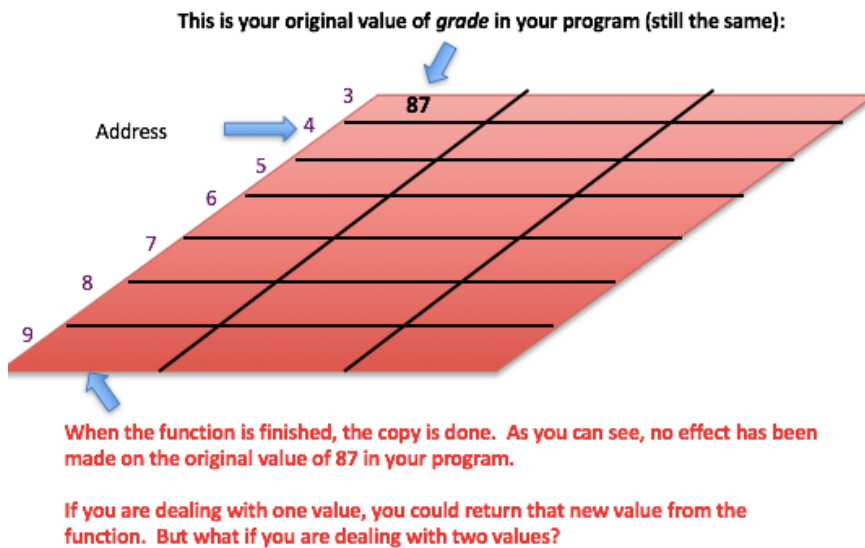 This is your original value of grade in your program (still the same):
3
87
Address
4
5
6
7
8
9
When the function is finished, the copy is done. As you can see, no effect has been
made on the original value of 87 in your program.
If you are dealing with one value, you could return that new value from the
function. But what if you are dealing with two values?